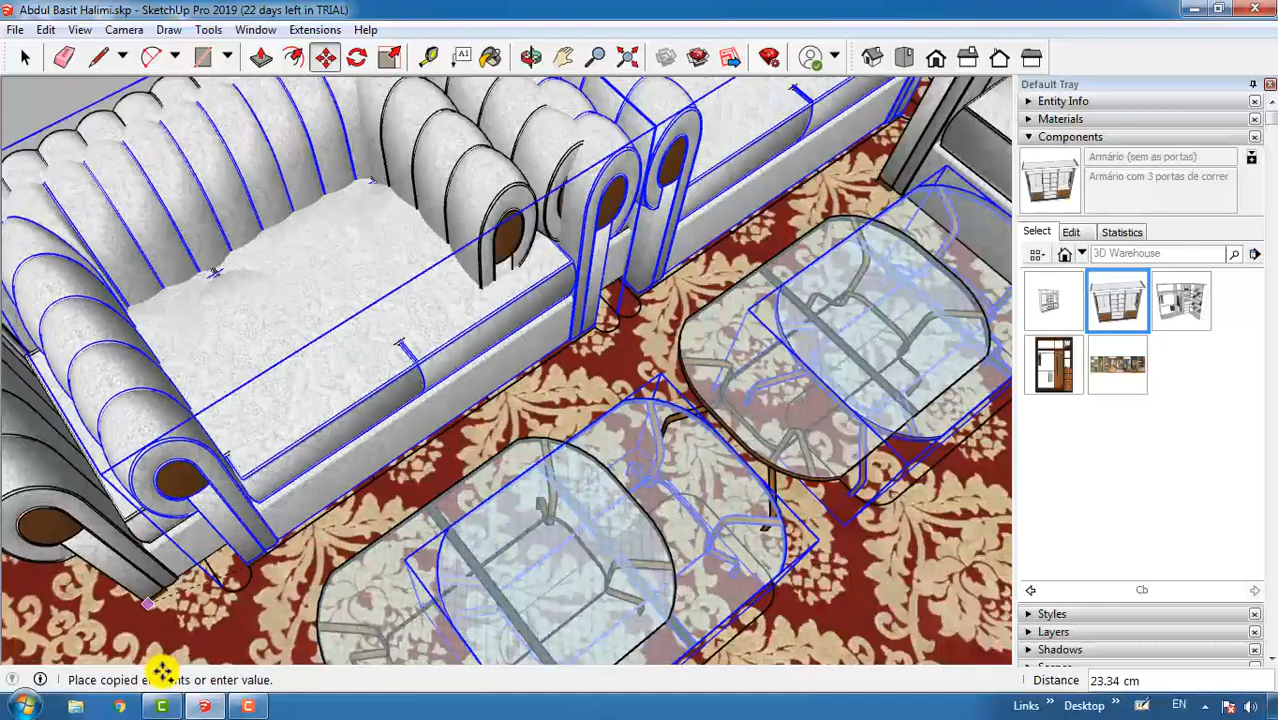 Abdul Basit Halimi.skp - SketchUp Pro 2019 (22 days left in TRIAL)
File Edit View Camera Draw Tools Window Extensions Help
A1
Default Tray
Entity Info
Materials
Components
Armário (sem as portas)
Armário com 3 portas de correr
Select Edit Statistics
3D Warehouse
Cb
Styles
Layers
Shadows
Place copied or enter value.
Distance 23.34 cm
Links » Desktop » EN